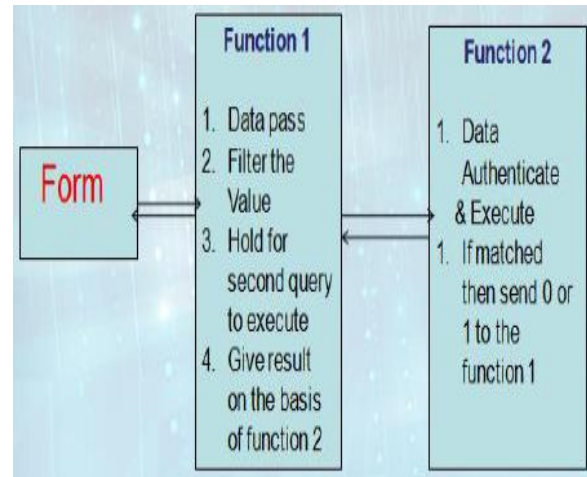 Form
Function 1
1. Data pass
2. Filter the
Value
3. Hold for
second query
to execute
4. Give result
on the basis
of function 2
Function 2
1. Data
Authenticate
& Execute
1. If matched
then send 0 or
1 to the
function 1